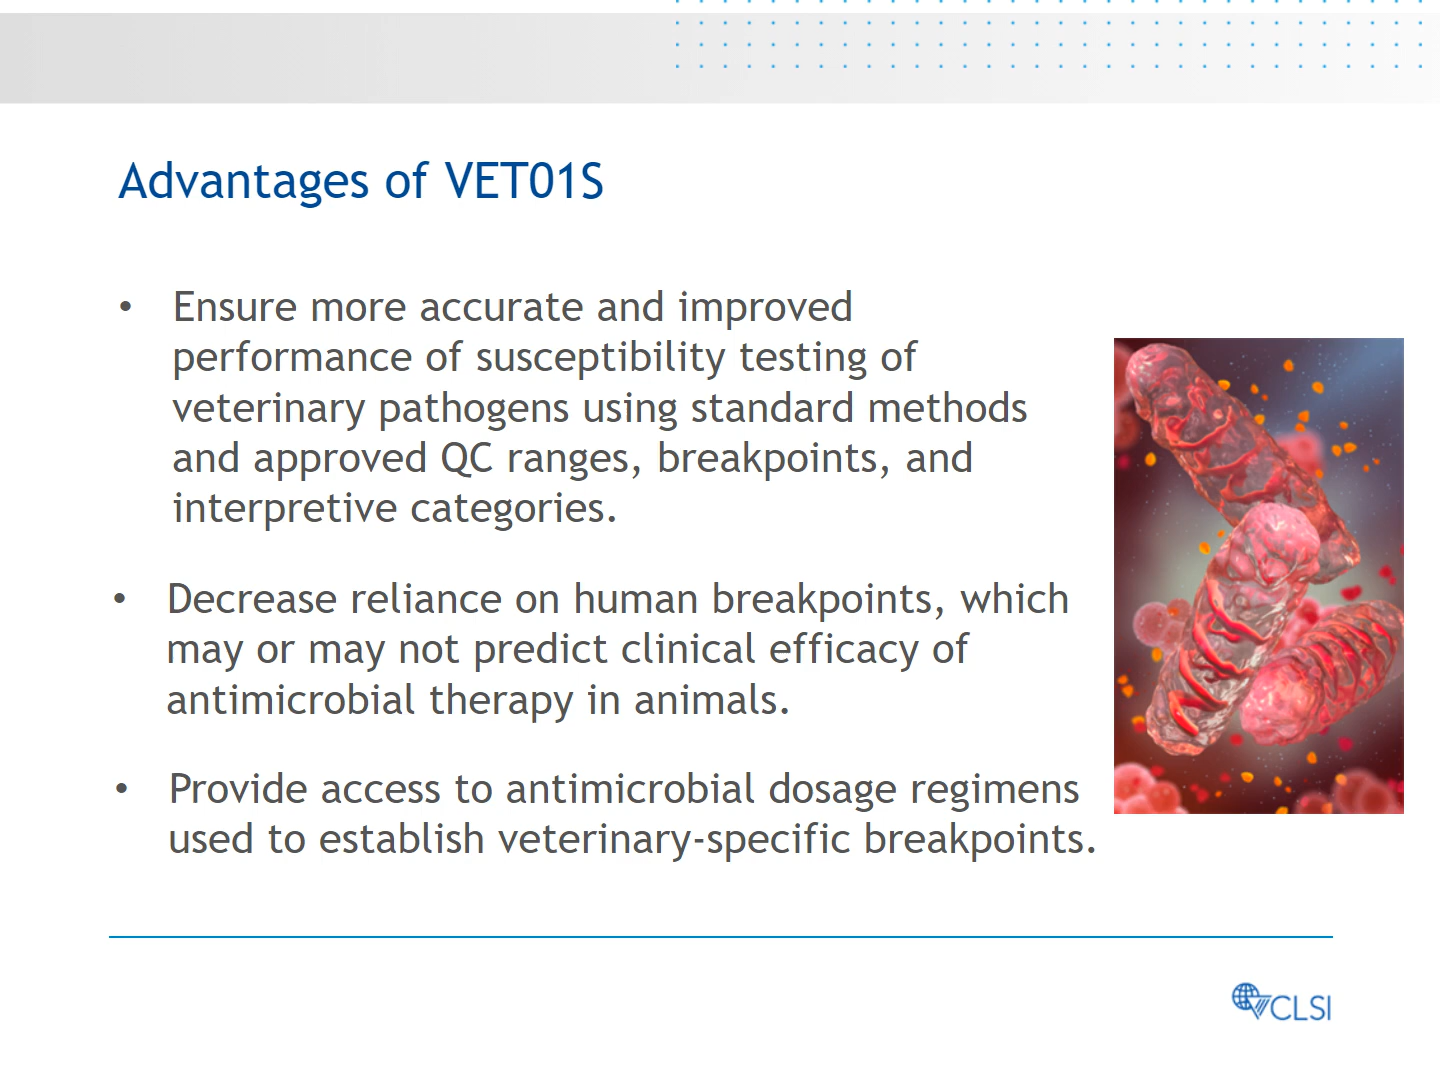 Advantages of VET01S
• Ensure more accurate and improved
performance of susceptibility testing of
veterinary pathogens using standard methods
and approved QC ranges, breakpoints, and
interpretive categories.
• Decrease reliance on human breakpoints, which
may or may not predict clinical efficacy of
antimicrobial therapy in animals.
• Provide access to antimicrobial dosage regimens
used to establish veterinary-specific breakpoints.
CLSI